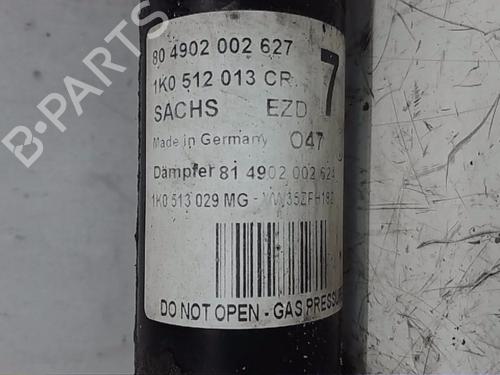 80 4902 002 627
1K0 512 013 CR
7
SACHS EZD
Made in Germany 047
Dämpfer 81 4902 002 624
1K0 513 029 MG -
DO NOT OPEN - GAS PRESSU
B-PARTS